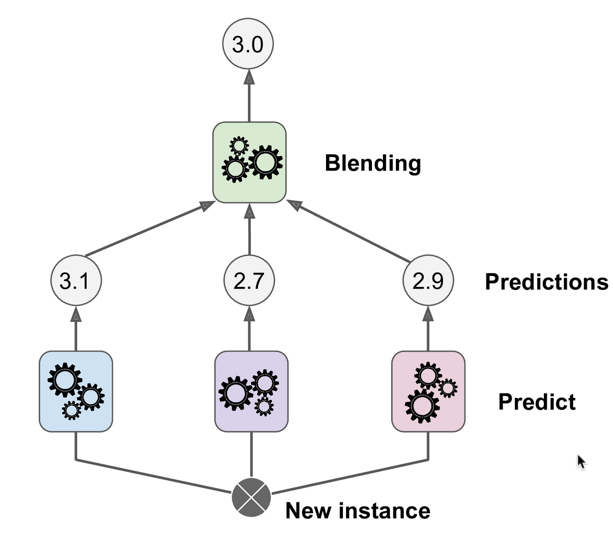 3.0
Blending
3.1
2.7
2.9
Predictions
Predict
New instance